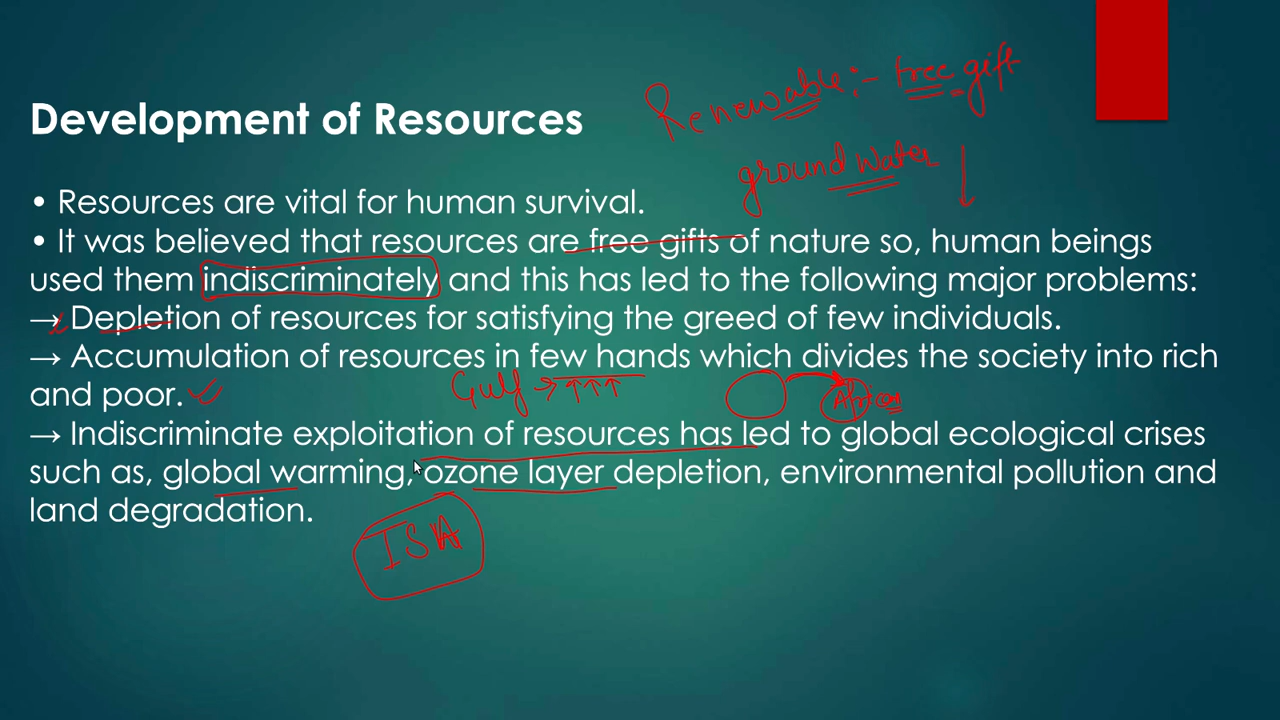 Renewable :- free gift
Development of Resources
ground water ↓
• Resources are vital for human survival.
• It was believed that resources are free gifts of nature so, human beings
used them indiscriminately and this has led to the following major problems:
→ Depletion of resources for satisfying the greed of few individuals.
→ Accumulation of resources in few hands which divides the society into rich
and poor.
Gulf → ↑↑↑
→ Indiscriminate exploitation of resources has led to global ecological crises
such as, global warming, ozone layer depletion, environmental pollution and
land degradation.
ISA